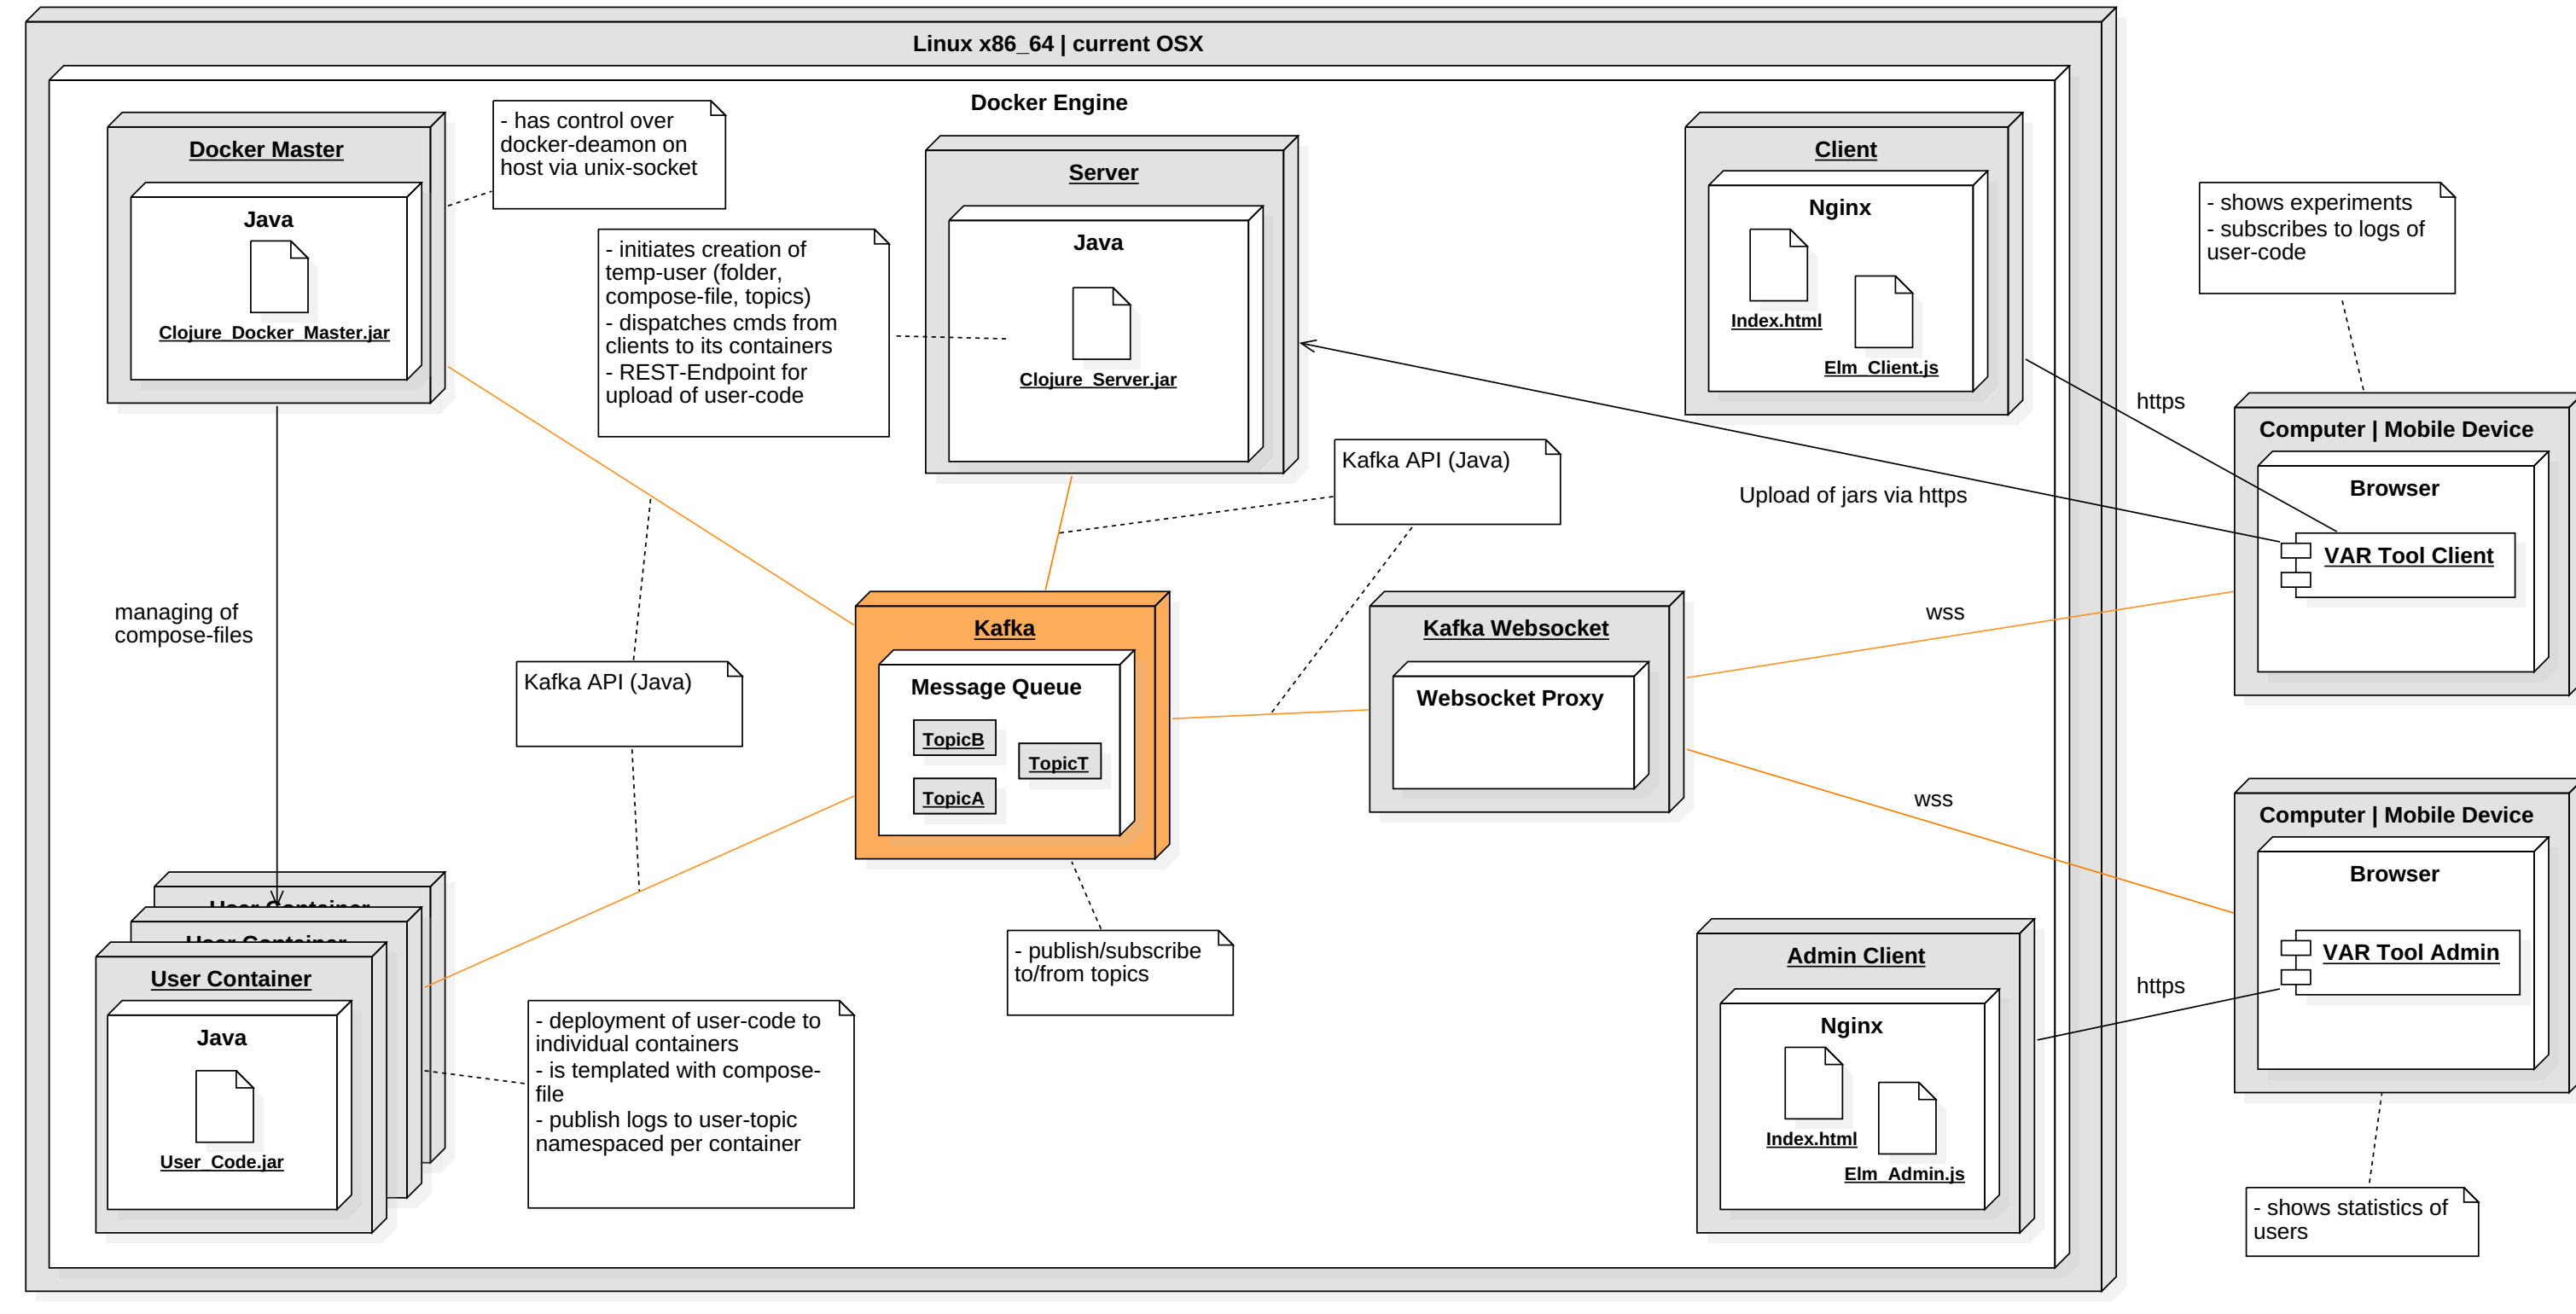 Linux x86_64 | current OSX
Docker Engine
Docker Master
Java
Clojure_Docker_Master.jar
- has control over
docker-deamon on
host via unix-socket
- initiates creation of
temp-user (folder,
compose-file, topics)
- dispatches cmds from
clients to its containers
- REST-Endpoint for
upload of user-code
Server
Java
Clojure_Server.jar
Client
Nginx
Index.html
Elm_Client.js
- shows experiments
- subscribes to logs of
user-code
https
Computer | Mobile Device
Browser
VAR Tool Client
Kafka API (Java)
Upload of jars via https
managing of
compose-files
Kafka API (Java)
Kafka
Message Queue
TopicB
TopicT
TopicA
Kafka Websocket
Websocket Proxy
wss
wss
Computer | Mobile Device
Browser
VAR Tool Admin
https
User Container
User Container
User Container
Java
User_Code.jar
- deployment of user-code to
individual containers
- is templated with compose-
file
- publish logs to user-topic
namespaced per container
- publish/subscribe
to/from topics
Admin Client
Nginx
Index.html
Elm_Admin.js
- shows statistics of
users